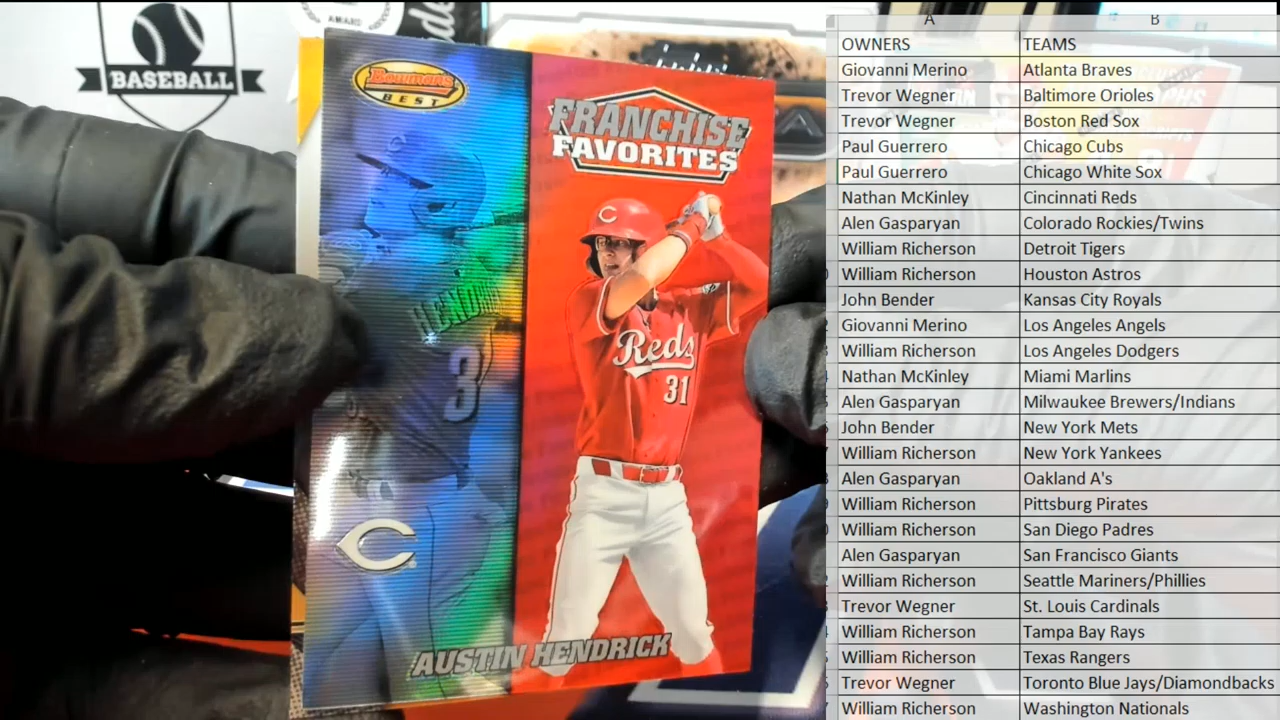 AWARD
BASEBALL
Bowman's
BEST
FRANCHISE
FAVORITES
C
Reds
31
3
C
AUSTIN HENDRICK
A B
OWNERS TEAMS
Giovanni Merino Atlanta Braves
Trevor Wegner Baltimore Orioles
Trevor Wegner Boston Red Sox
Paul Guerrero Chicago Cubs
Paul Guerrero Chicago White Sox
Nathan McKinley Cincinnati Reds
Alen Gasparyan Colorado Rockies/Twins
William Richerson Detroit Tigers
William Richerson Houston Astros
John Bender Kansas City Royals
Giovanni Merino Los Angeles Angels
William Richerson Los Angeles Dodgers
Nathan McKinley Miami Marlins
Alen Gasparyan Milwaukee Brewers/Indians
John Bender New York Mets
William Richerson New York Yankees
Alen Gasparyan Oakland A's
William Richerson Pittsburg Pirates
William Richerson San Diego Padres
Alen Gasparyan San Francisco Giants
William Richerson Seattle Mariners/Phillies
Trevor Wegner St. Louis Cardinals
William Richerson Tampa Bay Rays
William Richerson Texas Rangers
Trevor Wegner Toronto Blue Jays/Diamondbacks
William Richerson Washington Nationals